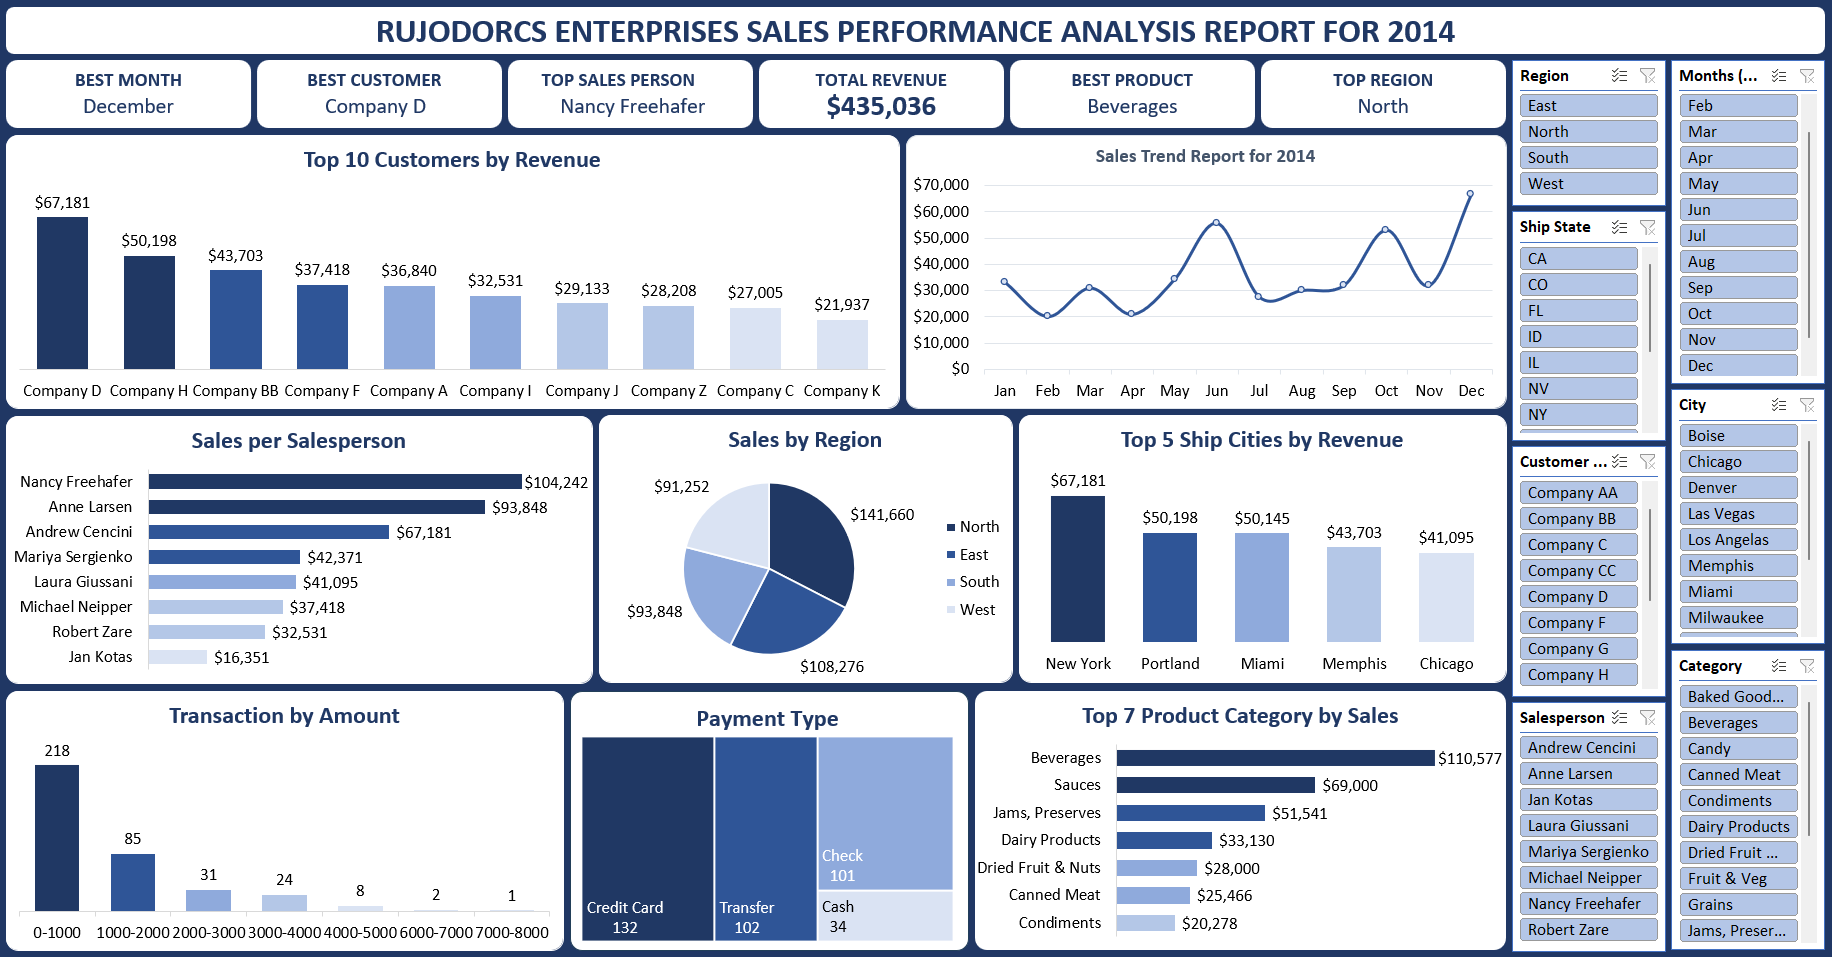 RUJODORCS ENTERPRISES SALES PERFORMANCE ANALYSIS REPORT FOR 2014
BEST MONTH
December
BEST CUSTOMER
Company D
TOP SALES PERSON
Nancy Freehafer
TOTAL REVENUE
$435,036
BEST PRODUCT
Beverages
TOP REGION
North
Top 10 Customers by Revenue
$67,181
$50,198
$43,703
$37,418
$36,840
$32,531
$29,133
$28,208
$27,005
$21,937
Company D Company H Company BB Company F Company A Company I Company J Company Z Company C Company K
Sales Trend Report for 2014
$70,000
$60,000
$50,000
$40,000
$30,000
$20,000
$10,000
$0
Jan Feb Mar Apr May Jun Jul Aug Sep Oct Nov Dec
Sales per Salesperson
Nancy Freehafer $104,242
Anne Larsen $93,848
Andrew Cencini $67,181
Mariya Sergienko $42,371
Laura Giussani $41,095
Michael Neipper $37,418
Robert Zare $32,531
Jan Kotas $16,351
Sales by Region
$91,252
$141,660
$93,848
$108,276
North
East
South
West
Top 5 Ship Cities by Revenue
$67,181
$50,198
$50,145
$43,703
$41,095
New York Portland Miami Memphis Chicago
Transaction by Amount
218
85
31
24
8
2
1
0-1000 1000-2000 2000-3000 3000-4000 4000-5000 6000-7000 7000-8000
Payment Type
Credit Card
132
Transfer
102
Check
101
Cash
34
Top 7 Product Category by Sales
Beverages $110,577
Sauces $69,000
Jams, Preserves $51,541
Dairy Products $33,130
Dried Fruit & Nuts $28,000
Canned Meat $25,466
Condiments $20,278
Region
East
North
South
West
Ship State
CA
CO
FL
ID
IL
NV
NY
Customer ...
Company AA
Company BB
Company C
Company CC
Company D
Company F
Company G
Company H
Salesperson
Andrew Cencini
Anne Larsen
Jan Kotas
Laura Giussani
Mariya Sergienko
Michael Neipper
Nancy Freehafer
Robert Zare
Months (...
Feb
Mar
Apr
May
Jun
Jul
Aug
Sep
Oct
Nov
Dec
City
Boise
Chicago
Denver
Las Vegas
Los Angelas
Memphis
Miami
Milwaukee
Category
Baked Good...
Beverages
Candy
Canned Meat
Condiments
Dairy Products
Dried Fruit ...
Fruit & Veg
Grains
Jams, Preser...